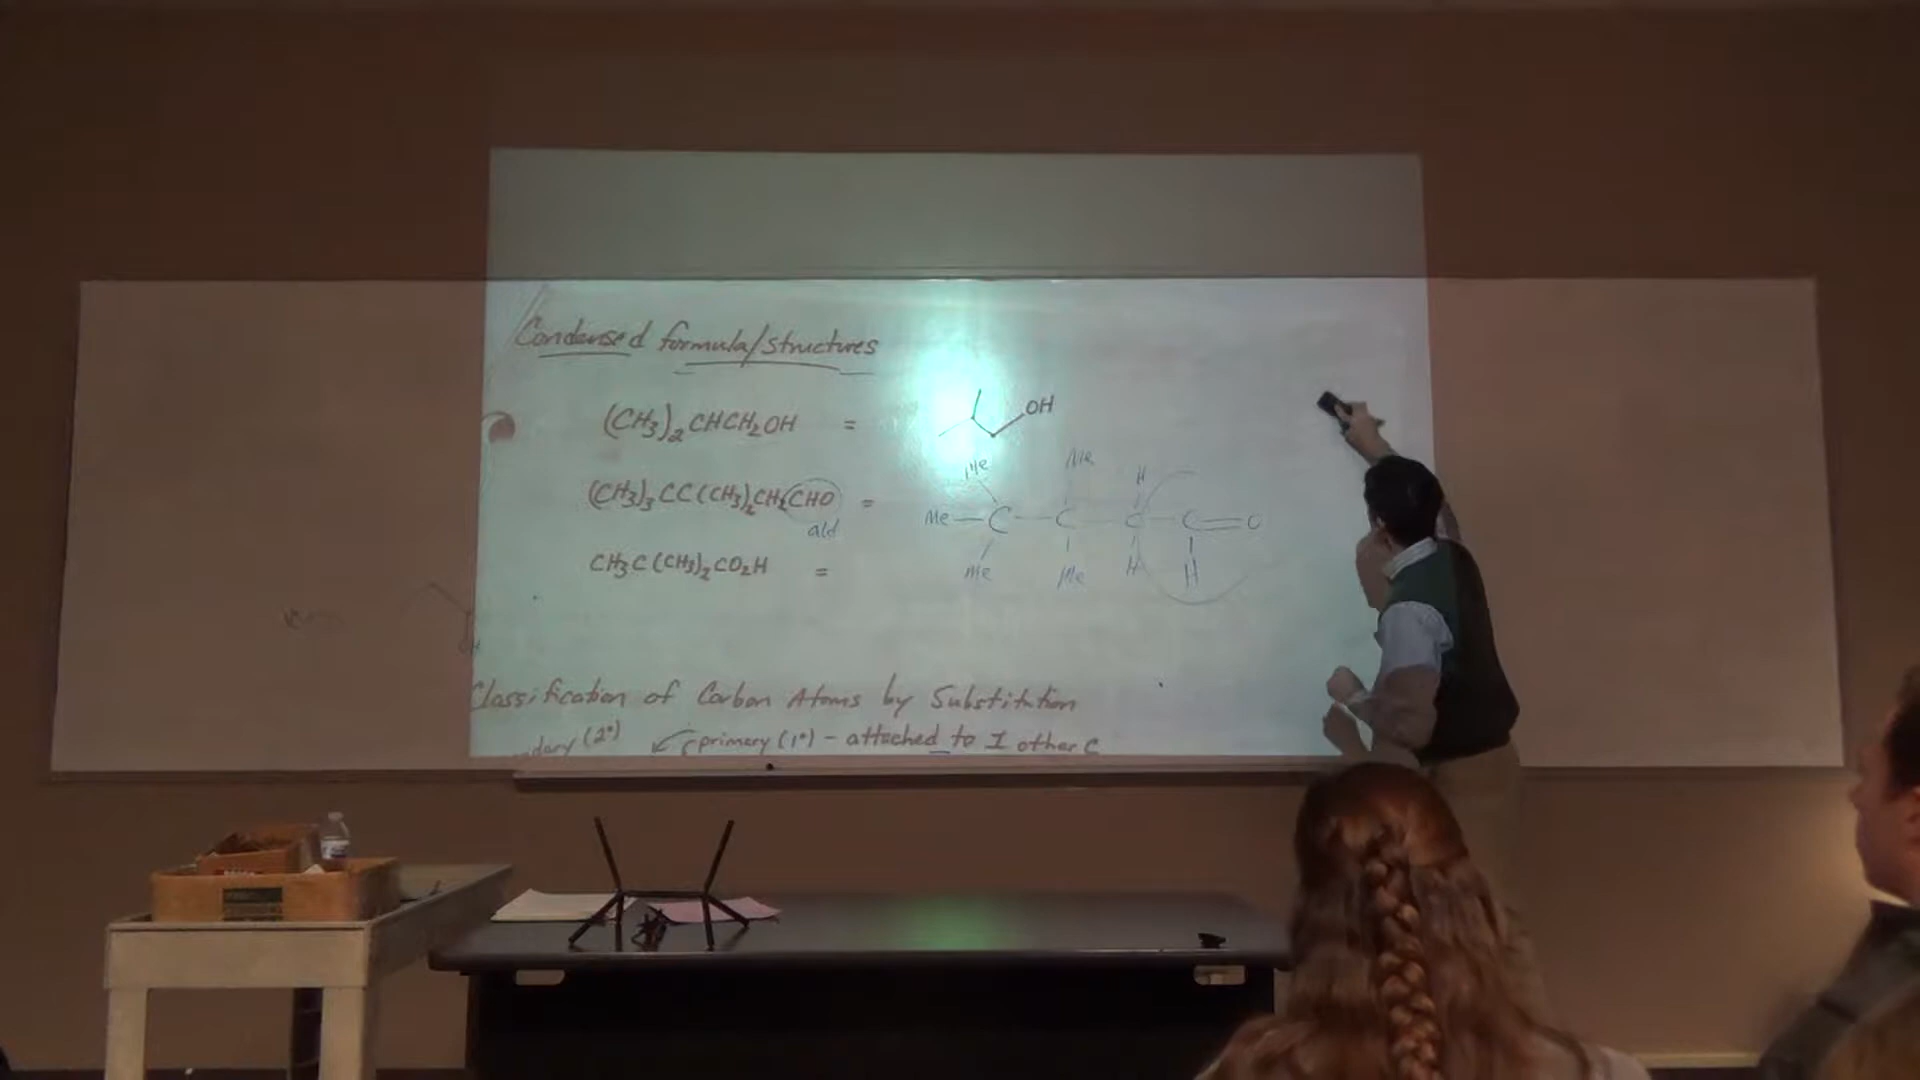 Condensed formula/structures
(CH3)2CHCH2OH =
OH
(CH3)3CC(CH3)2CH2CHO =
ald
Me Me H
Me—C—C—C—C=O
Me Me H H
CH3C(CH3)2CO2H =
Classification of Carbon Atoms by Substitution
dary (2°) primary (1°) - attached to 1 other C